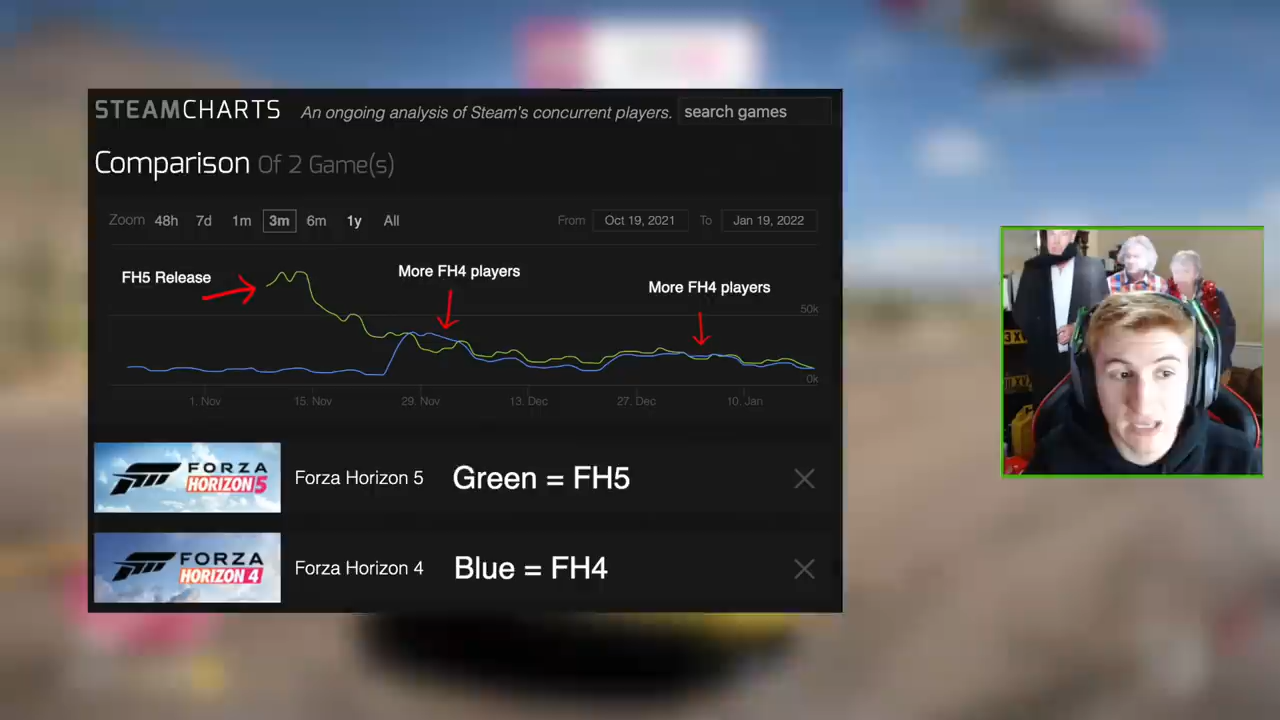 STEAMCHARTS An ongoing analysis of Steam's concurrent players. search games
Comparison Of 2 Game(s)
Zoom 48h 7d 1m 3m 6m 1y All From Oct 19, 2021 To Jan 19, 2022
FH5 Release
More FH4 players
More FH4 players
50k
0k
1. Nov 15. Nov 29. Nov 13. Dec 27. Dec 10. Jan
FORZA
HORIZON 5
Forza Horizon 5 Green = FH5
FORZA
HORIZON 4
Forza Horizon 4 Blue = FH4